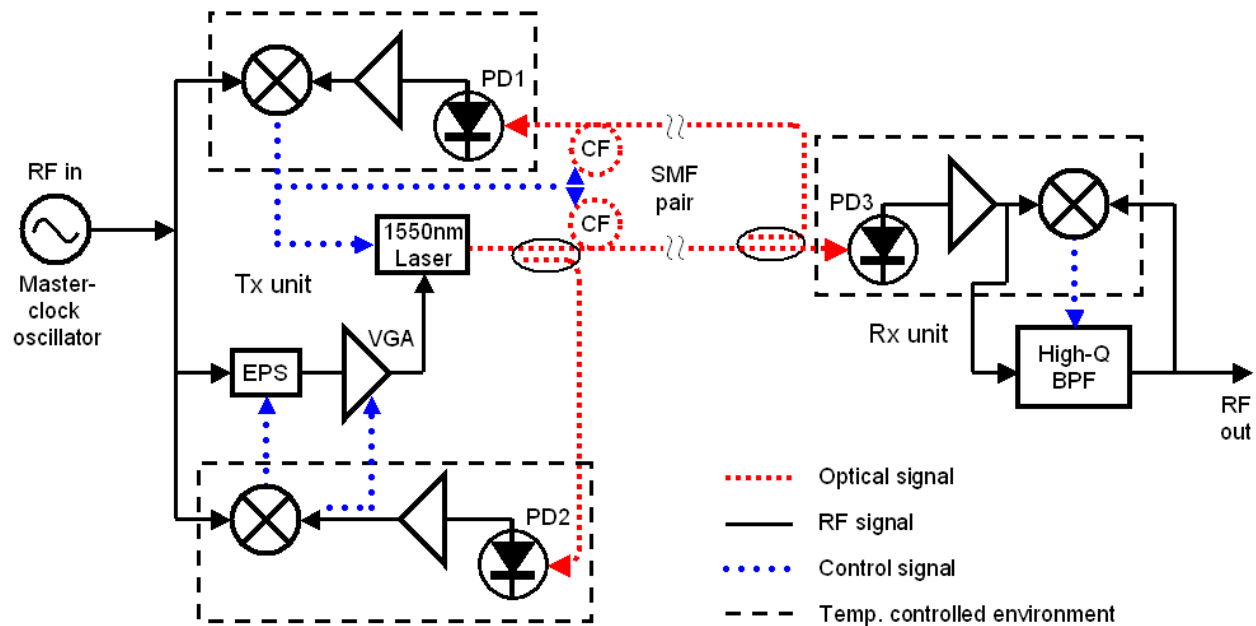 PD1
RF in
CF
SMF
pair
PD3
CF
1550nm
Laser
Master-
clock
oscillator
Tx unit
Rx unit
VGA
EPS
High-Q
BPF
RF
out
PD2
Optical signal
RF signal
Control signal
Temp. controlled environment